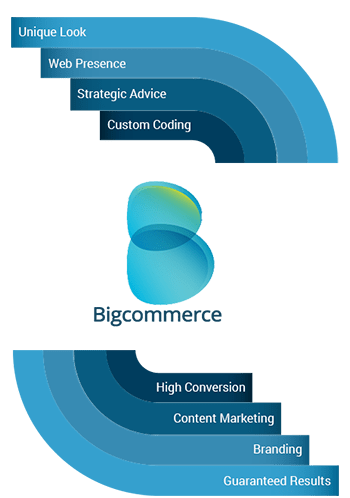 Unique Look
Web Presence
Strategic Advice
Custom Coding
Bigcommerce
High Conversion
Content Marketing
Branding
Guaranteed Results